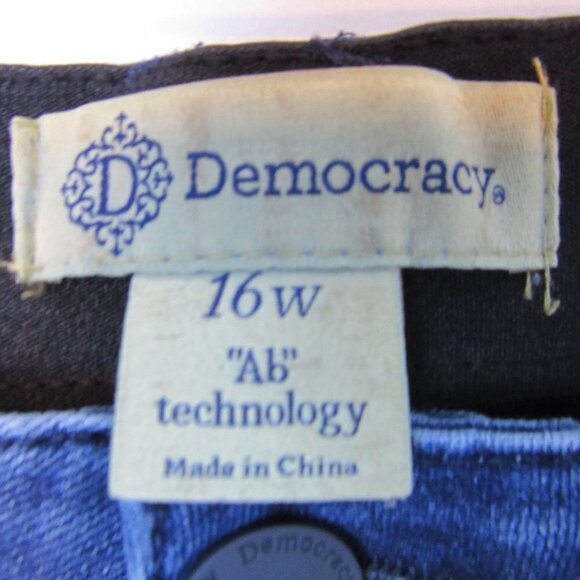 D Democracy®
16W
"Ab"
technology
Made in China
Democracy